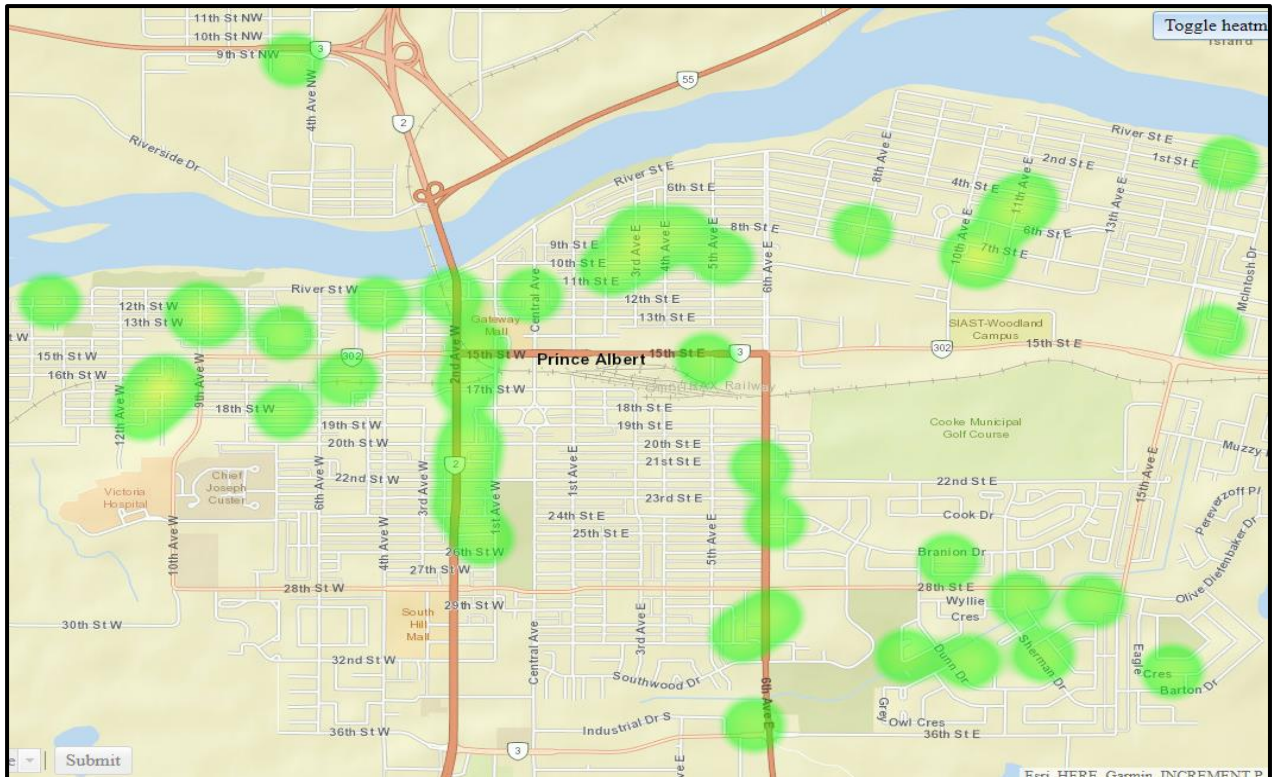 11th St NW
10th St NW
9th St NW
3
4th Ave NW
2
55
Toggle heatm
Island
Riverside Dr
River St E
6th St E
8th Ave E
River St E
1st St E
2nd St E
4th St E
11th Ave E
13th Ave E
6th St E
7th St E
10th Ave E
8th St E
9th St E
10th St E
11th St E
3rd Ave E
4th Ave E
5th Ave E
6th Ave E
12th St E
13th St E
McIntosh Dr
River St W
12th St W
13th St W
Central Ave
Gateway
Mall
SIAST-Woodland
Campus
t W
15th St W
16th St W
302
2nd Ave W
15th St W
Prince Albert
15th St E
3
302
15th St E
17th St W
OmniTRAX Railway
12th Ave W
9th Ave W
18th St W
19th St W
20th St W
18th St E
19th St E
20th St E
21st St E
Cooke Municipal
Golf Course
Muzzy
Victoria
Hospital
Chief
Joseph
Custer
6th Ave W
22nd St W
3rd Ave W
2
1st Ave W
1st Ave E
23rd St E
22nd St E
15th Ave E
Pereverzoff Pl
24th St E
25th St E
5th Ave E
Cook Dr
10th Ave W
4th Ave W
26th St W
27th St W
Branion Dr
28th St W
29th St W
28th St E
Wyllie
Cres
Olive Diefenbaker Dr
30th St W
South
Hill
Mall
32nd St W
Central Ave
3rd Ave E
Southwood Dr
6th Ave E
Dunn Dr
Sherman Dr
Eagle
Cres
Barton Dr
Grey
Owl Cres
36th St W
3
Industrial Dr S
36th St E
e
Submit
Esri, HERE, Garmin, INCREMENT P